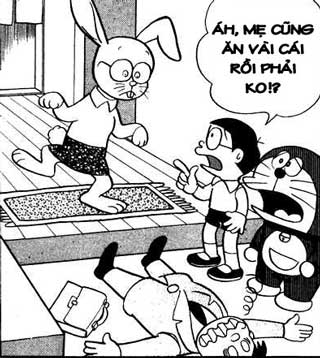 ÁH, MẸ CŨNG
ĂN VÀI CÁI
RỒI PHẢI
KO!?